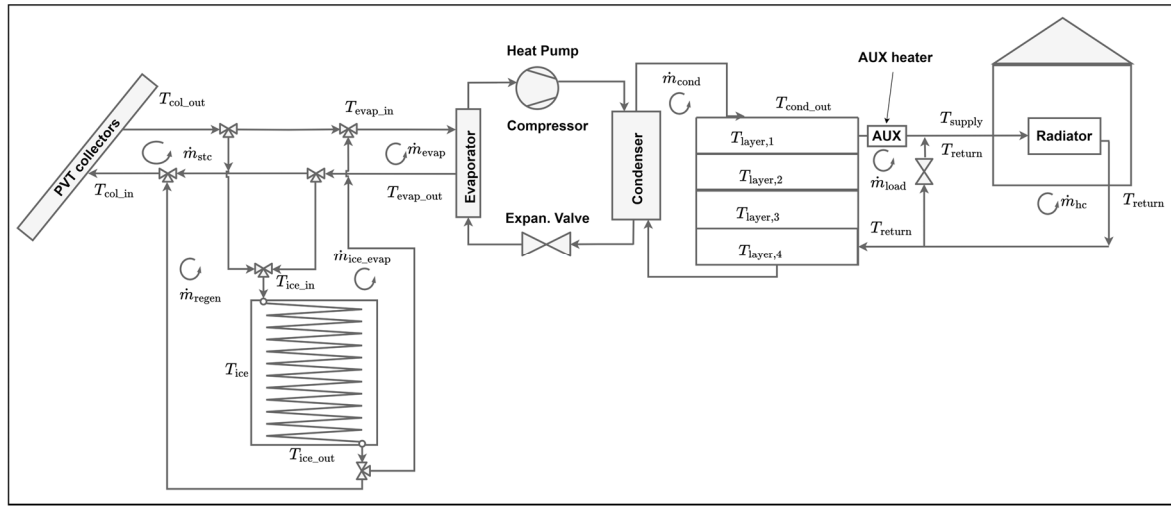 Heat Pump
AUX heater
ṁ_cond
T_col_out
T_evap_in
T_cond_out
Compressor
T_supply
PVT collectors
ṁ_stc
ṁ_evap
Evaporator
Condenser
T_layer,1
AUX
Radiator
T_return
T_col_in
T_evap_out
T_layer,2
ṁ_load
Expan. Valve
T_layer,3
T_return
ṁ_hc
T_return
T_layer,4
ṁ_regen
T_ice_in
ṁ_ice_evap
T_ice
T_ice_out